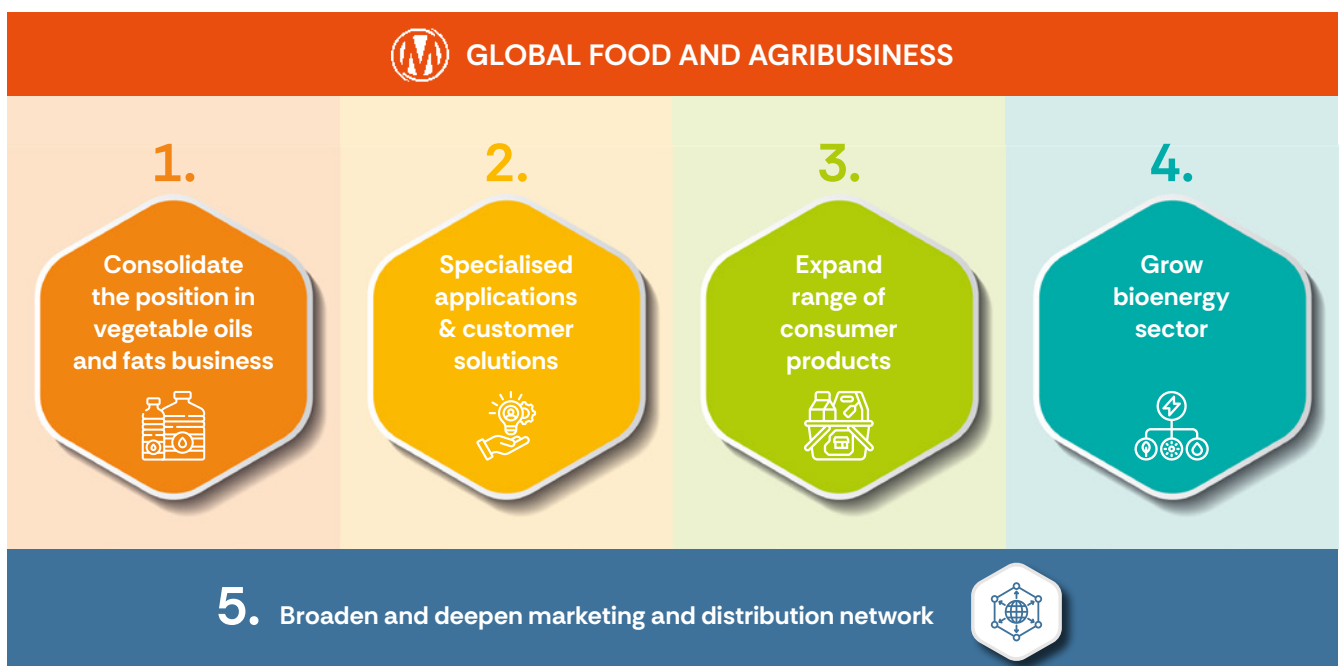 GLOBAL FOOD AND AGRIBUSINESS
1.
Consolidate
the position in
vegetable oils
and fats business
2.
Specialised
applications
& customer
solutions
3.
Expand
range of
consumer
products
4.
Grow
bioenergy
sector
5. Broaden and deepen marketing and distribution network